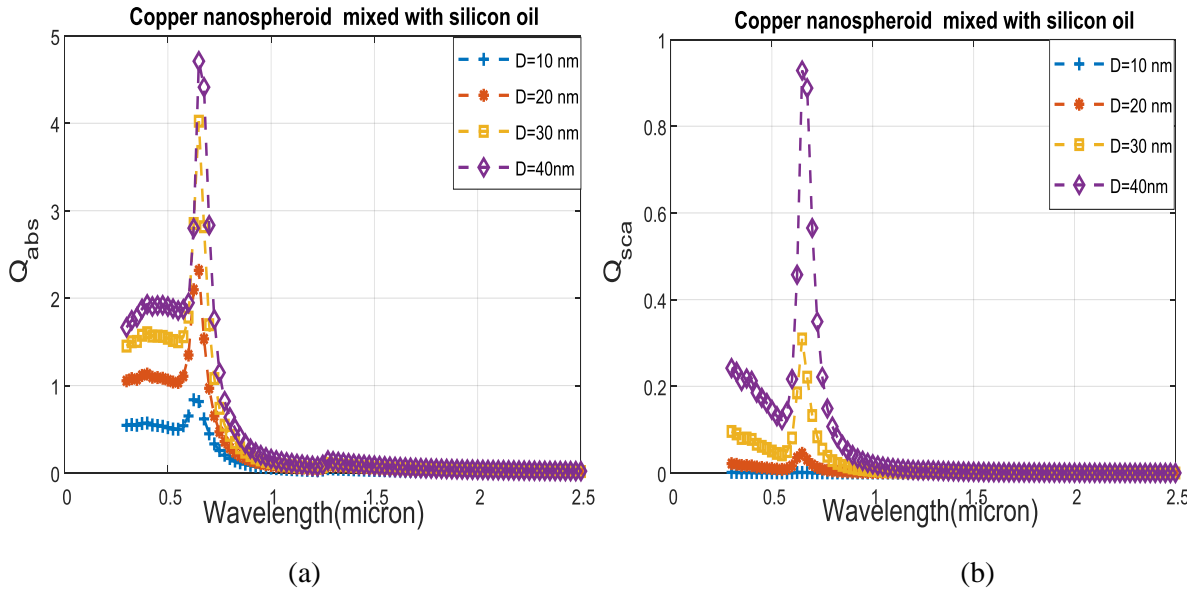 Copper nanospheroid mixed with silicon oil
5
4
3
2
1
0
Q_abs
D=10 nm
D=20 nm
D=30 nm
D=40nm
0 0.5 1 1.5 2 2.5
Wavelength(micron)
(a)
Copper nanospheroid mixed with silicon oil
1
0.8
0.6
0.4
0.2
0
Q_sca
D=10 nm
D=20 nm
D=30 nm
D=40nm
0 0.5 1 1.5 2 2.5
Wavelength(micron)
(b)